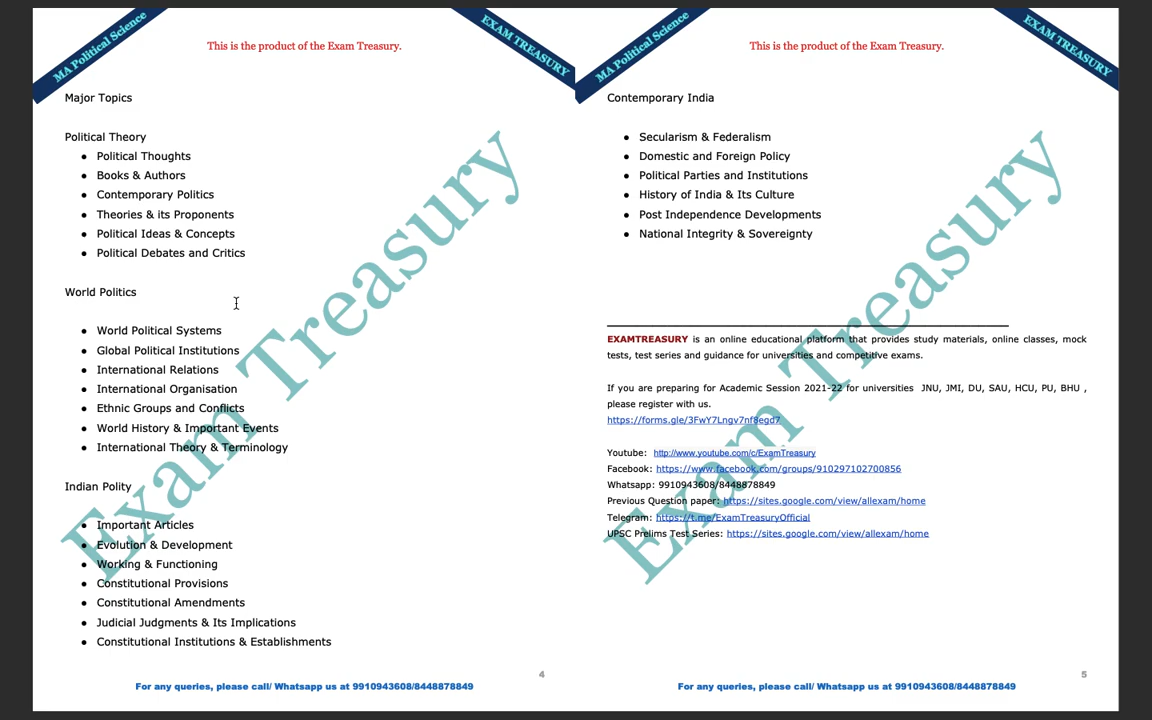 MA Political Science
EXAM TREASURY
This is the product of the Exam Treasury.
Major Topics
Political Theory
● Political Thoughts
● Books & Authors
● Contemporary Politics
● Theories & its Proponents
● Political Ideas & Concepts
● Political Debates and Critics
World Politics
● World Political Systems
● Global Political Institutions
● International Relations
● International Organisation
● Ethnic Groups and Conflicts
● World History & Important Events
● International Theory & Terminology
Indian Polity
● Important Articles
● Evolution & Development
● Working & Functioning
● Constitutional Provisions
● Constitutional Amendments
● Judicial Judgments & Its Implications
● Constitutional Institutions & Establishments
Exam Treasury
4
For any queries, please call/ Whatsapp us at 9910943608/8448878849
MA Political Science
EXAM TREASURY
This is the product of the Exam Treasury.
Contemporary India
● Secularism & Federalism
● Domestic and Foreign Policy
● Political Parties and Institutions
● History of India & Its Culture
● Post Independence Developments
● National Integrity & Sovereignty
EXAMTREASURY is an online educational platform that provides study materials, online classes, mock
tests, test series and guidance for universities and competitive exams.
If you are preparing for Academic Session 2021-22 for universities JNU, JMI, DU, SAU, HCU, PU, BHU ,
please register with us.
https://forms.gle/3FwY7Lngv7nf8egd7
Youtube: http://www.youtube.com/c/ExamTreasury
Facebook: https://www.facebook.com/groups/910297102700856
Whatsapp: 9910943608/8448878849
Previous Question paper: https://sites.google.com/view/allexam/home
Telegram: https://t.me/ExamTreasuryOfficial
UPSC Prelims Test Series: https://sites.google.com/view/allexam/home
Exam Treasury
5
For any queries, please call/ Whatsapp us at 9910943608/8448878849